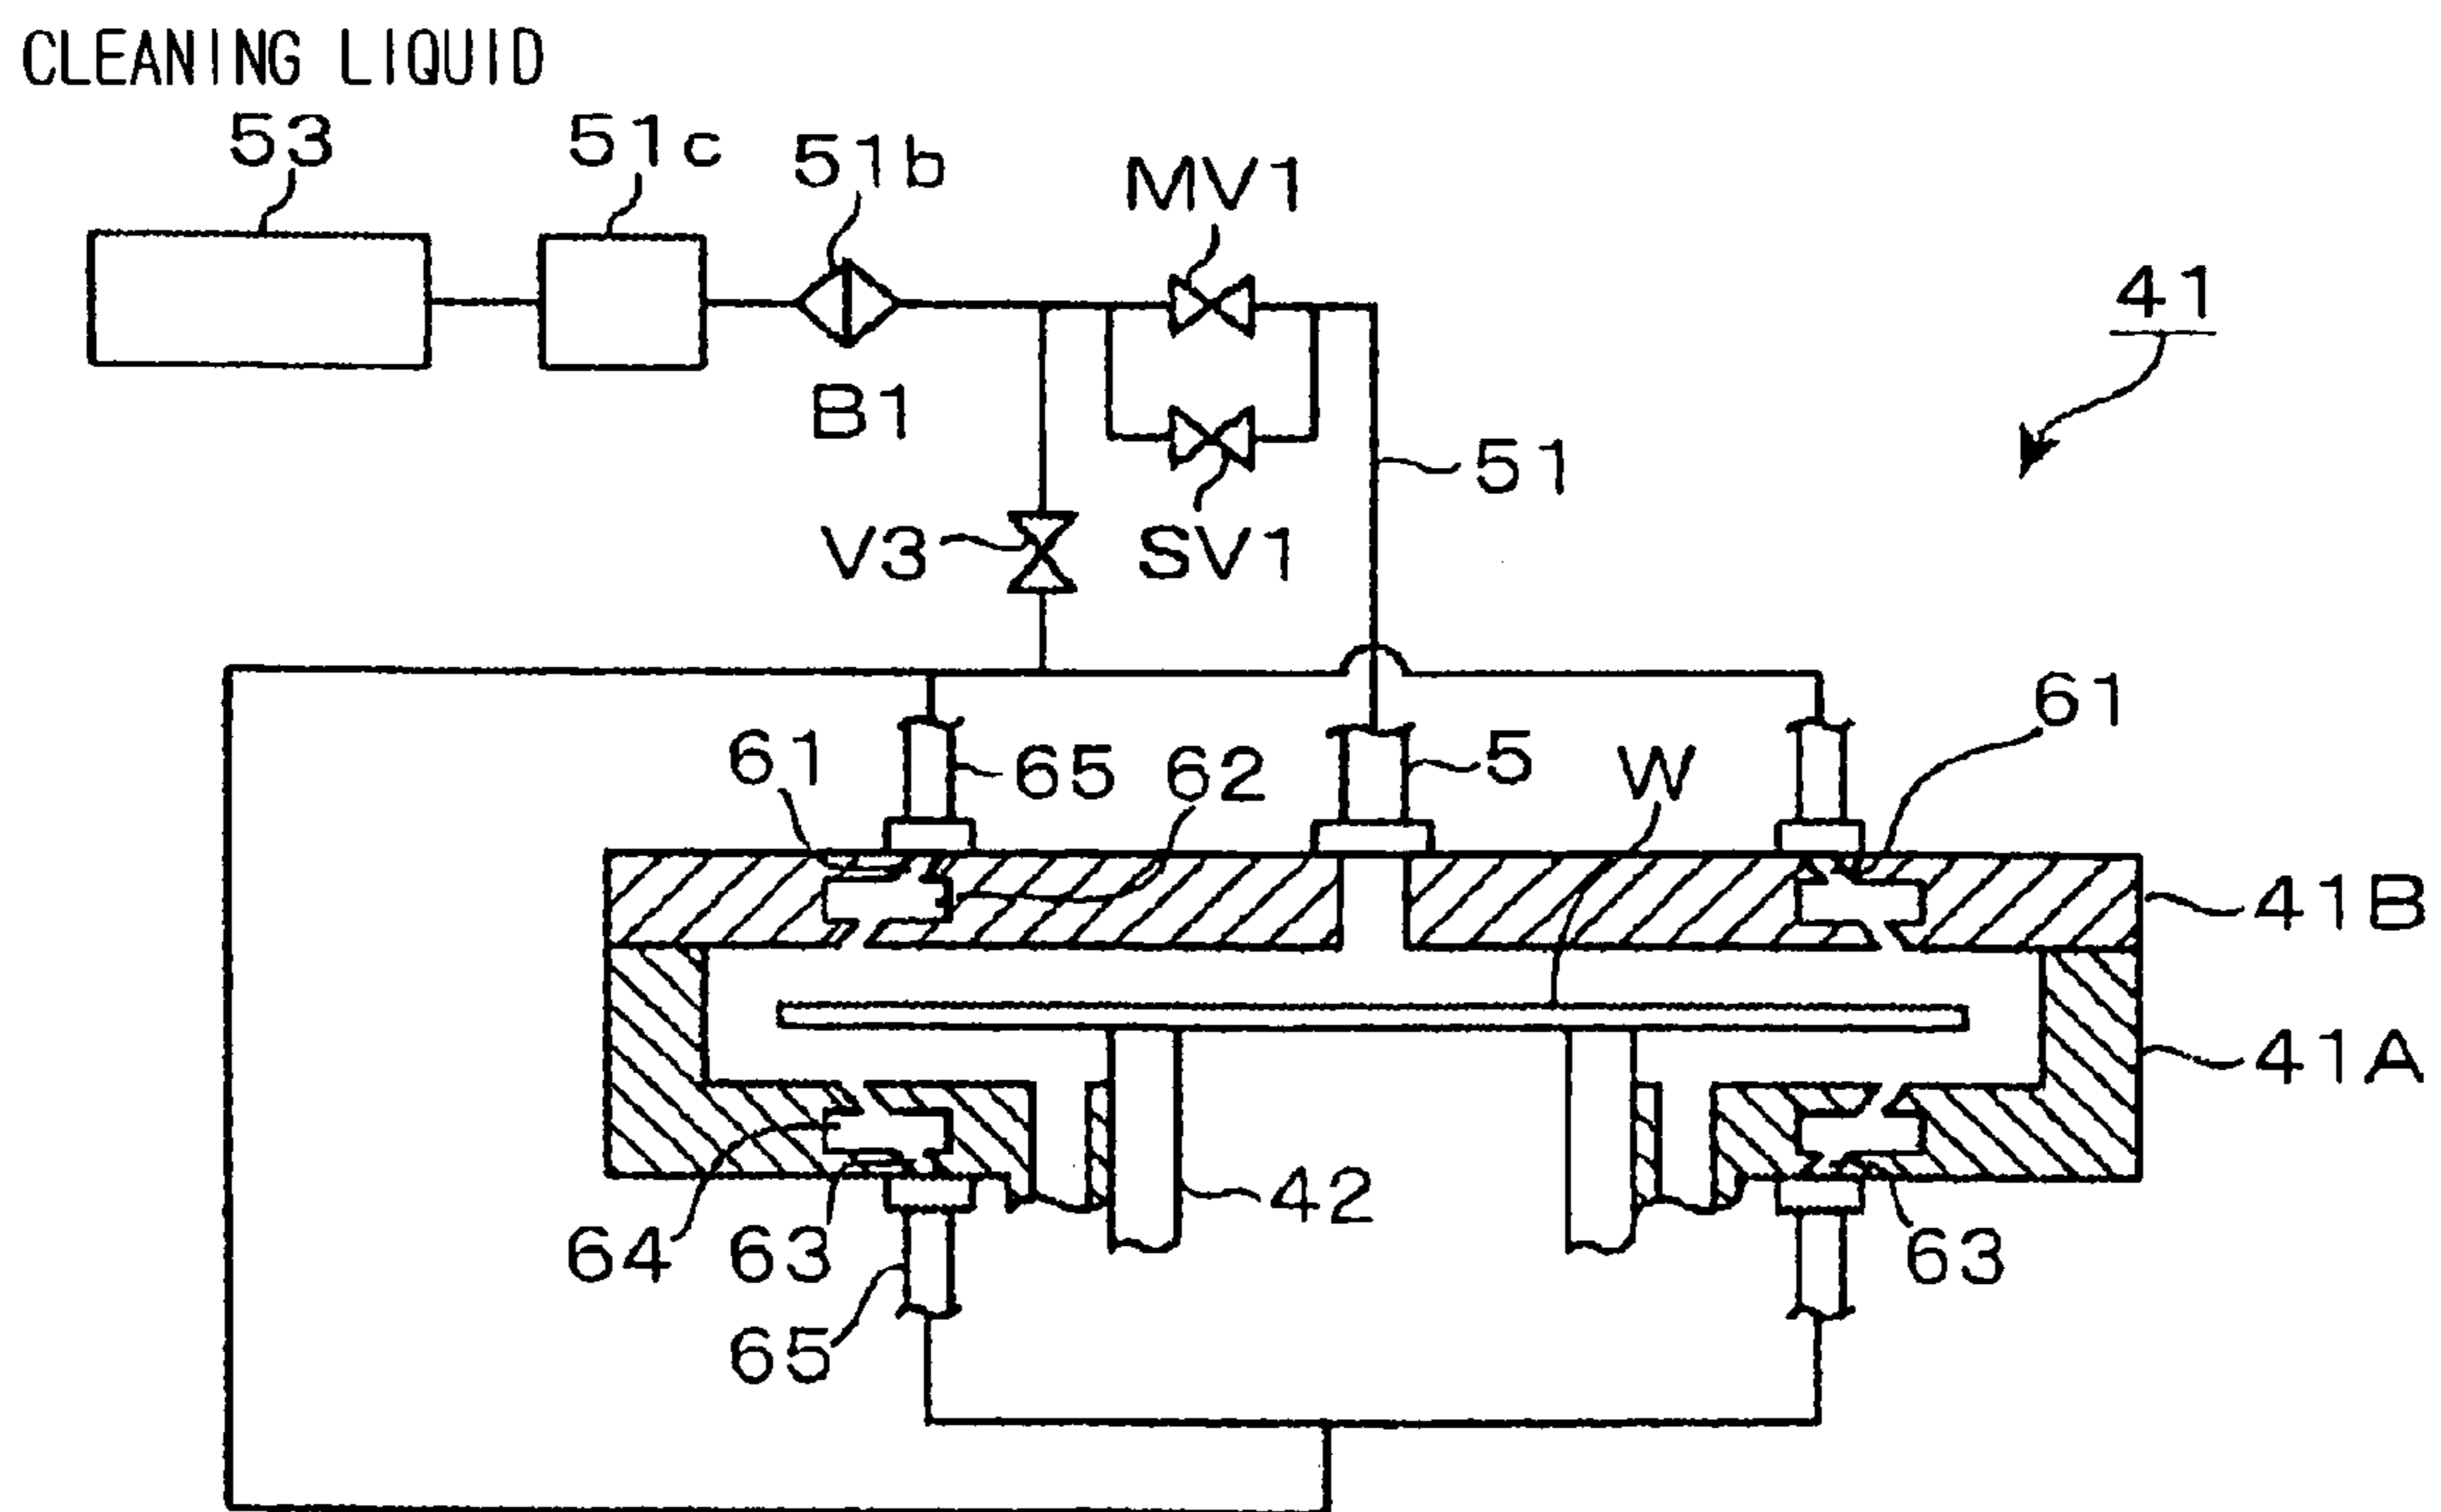 CLEANING LIQUID
53
51c
51b
MV1
41
B1
51
V3
SV1
61
61
65
62
5
W
41B
41A
42
64
63
63
65